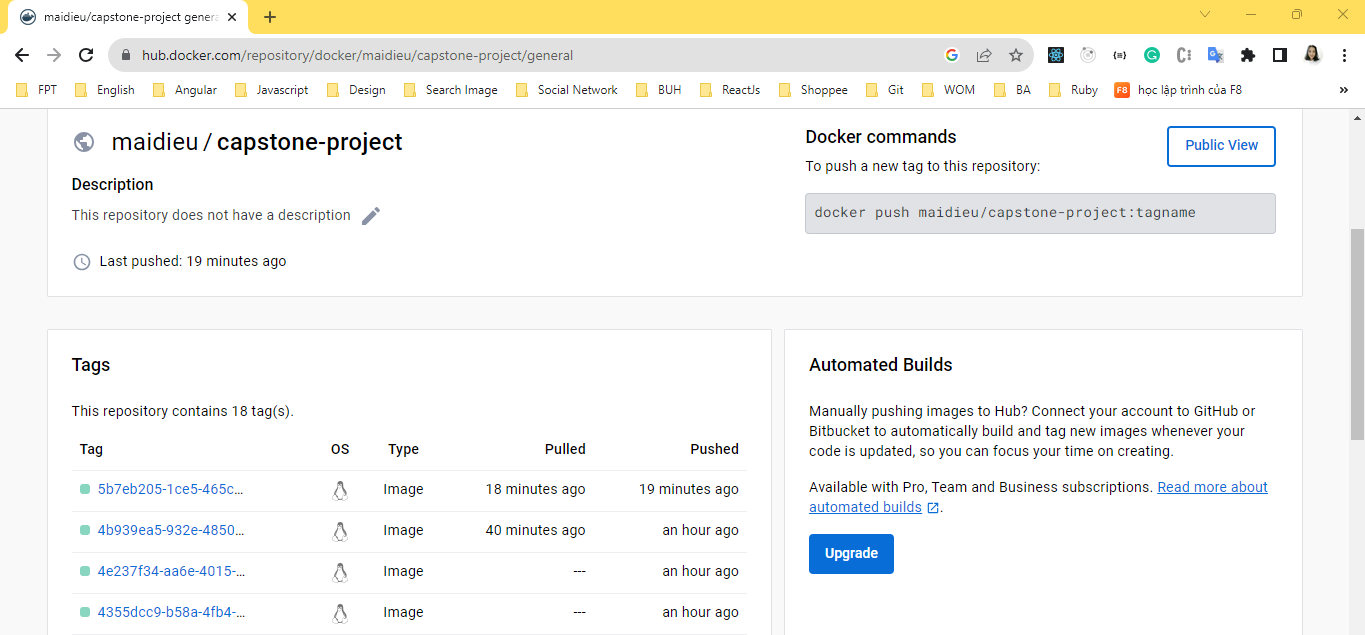 maidieu/capstone-project genera
hub.docker.com/repository/docker/maidieu/capstone-project/general
FPT English Angular Javascript Design Search Image Social Network BUH ReactJs Shoppee Git WOM BA Ruby F8 học lập trình của F8 »
maidieu / capstone-project
Description
This repository does not have a description
Last pushed: 19 minutes ago
Docker commands
To push a new tag to this repository:
Public View
docker push maidieu/capstone-project:tagname
Tags
This repository contains 18 tag(s).
Tag OS Type Pulled Pushed
5b7eb205-1ce5-465c... Image 18 minutes ago 19 minutes ago
4b939ea5-932e-4850... Image 40 minutes ago an hour ago
4e237f34-aa6e-4015-... Image --- an hour ago
4355dcc9-b58a-4fb4-... Image --- an hour ago
Automated Builds
Manually pushing images to Hub? Connect your account to GitHub or
Bitbucket to automatically build and tag new images whenever your
code is updated, so you can focus your time on creating.
Available with Pro, Team and Business subscriptions. Read more about
automated builds.
Upgrade